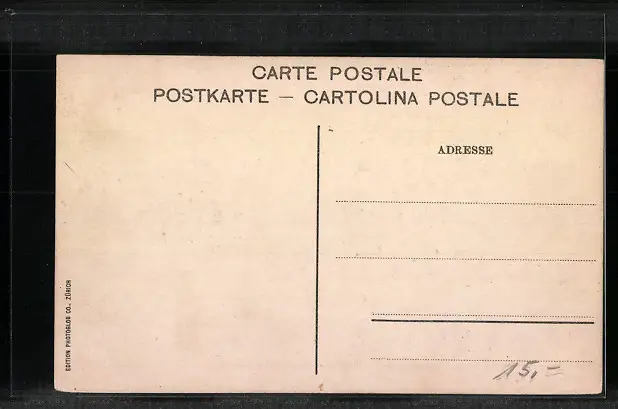 CARTE POSTALE
POSTKARTE — CARTOLINA POSTALE
ADRESSE
EDITION PHOTOGLOB CO., ZÜRICH
15,-